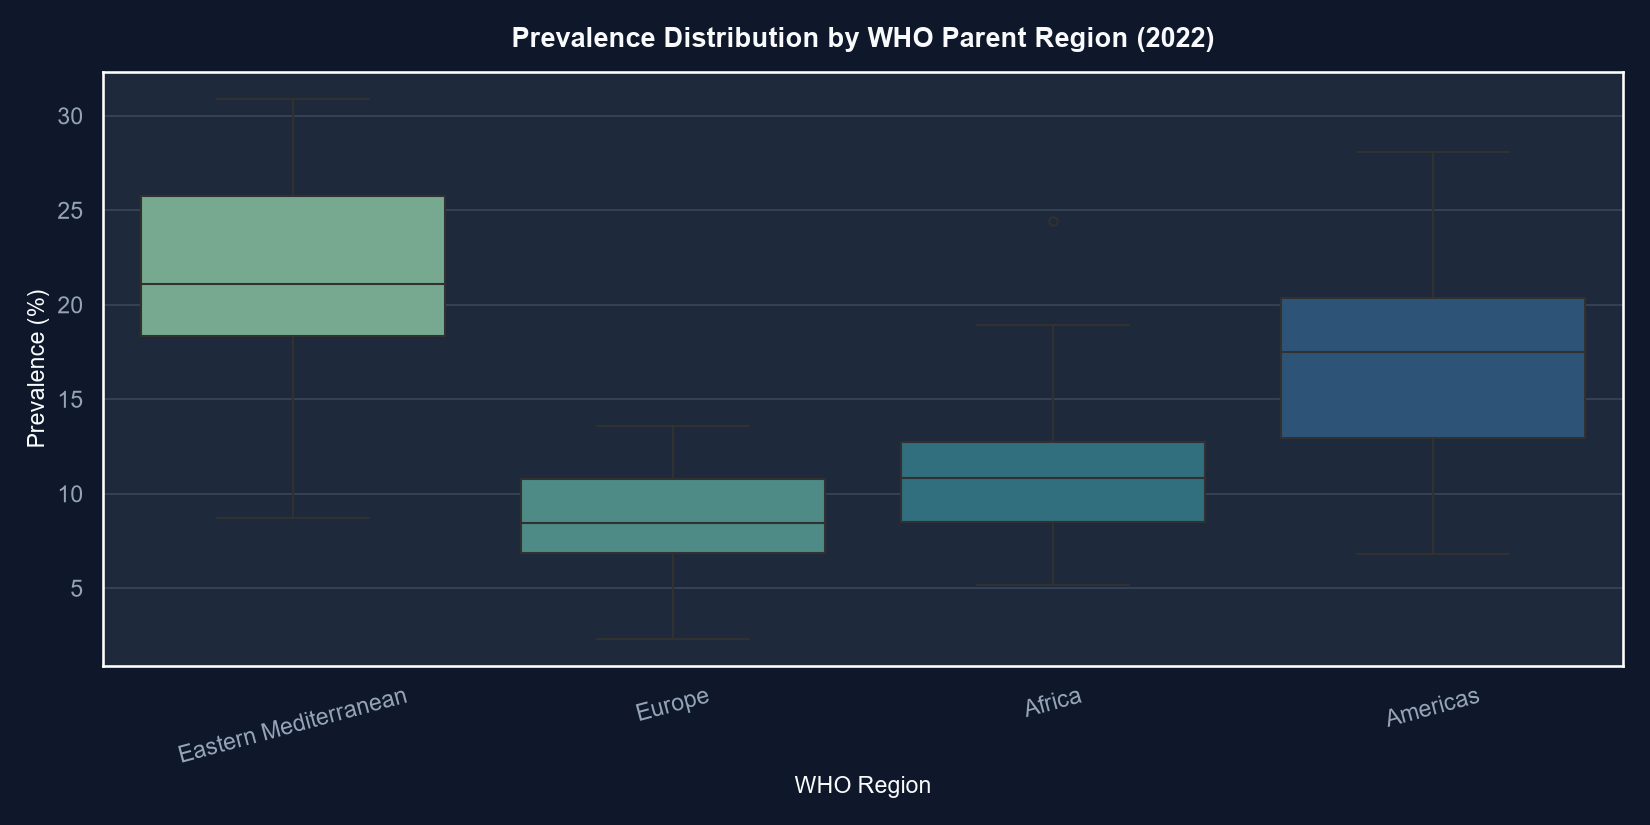 Prevalence Distribution by WHO Parent Region (2022)
Prevalence (%)
30
25
20
15
10
5
Eastern Mediterranean
Europe
Africa
Americas
WHO Region